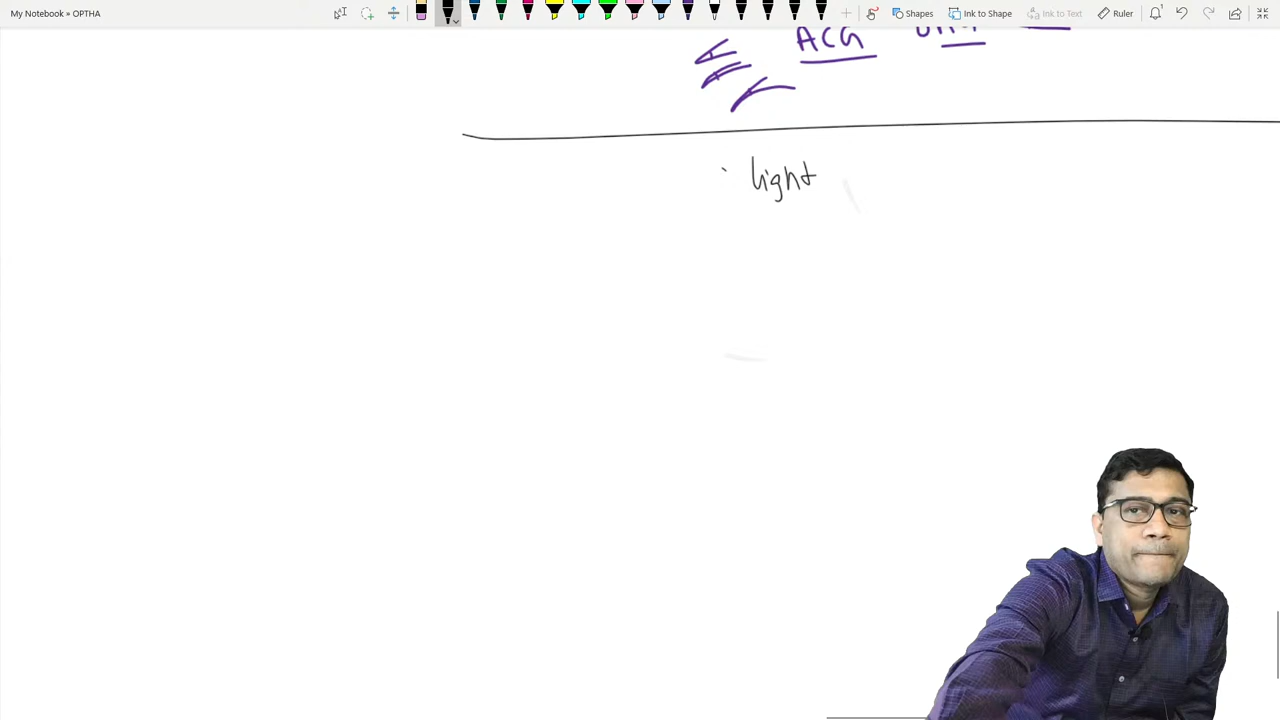 My Notebook » OPTHA
Shapes
Ink to Shape
Ink to Text
Ruler
ACG
light